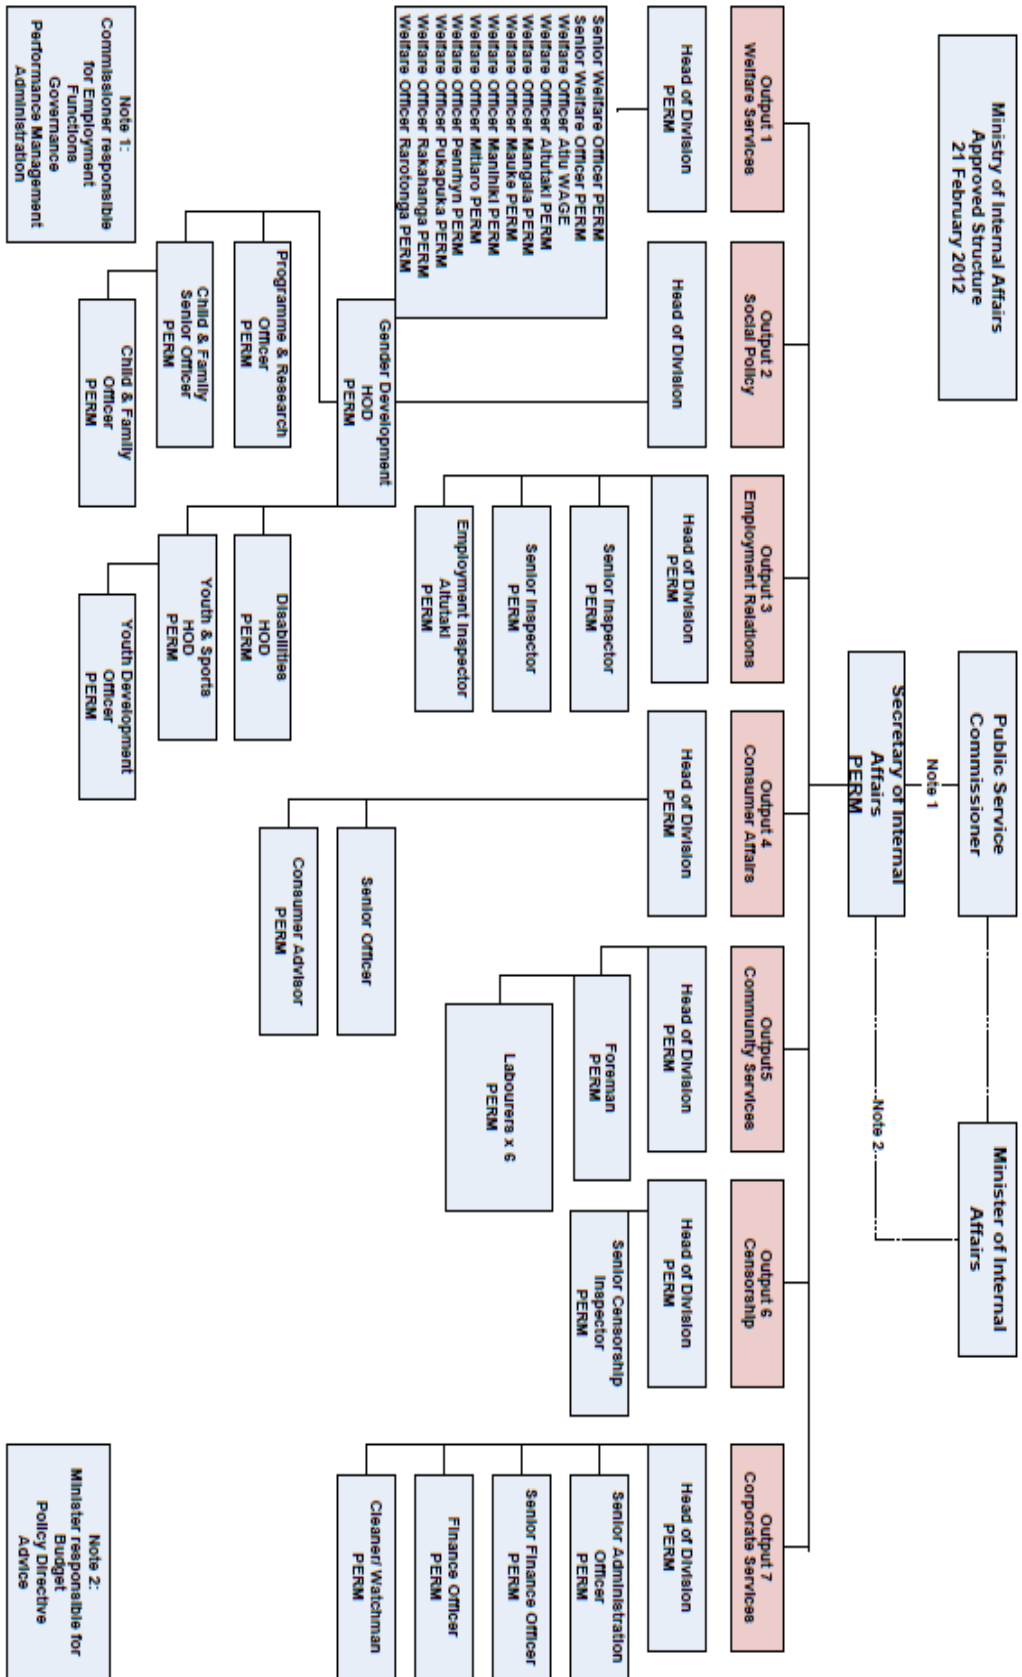 Ministry of Internal Affairs
Approved Structure
21 February 2012
Public Service
Commissioner
Minister of Internal
Affairs
Note 1
Secretary of Internal
Affairs
PERM
Note 2
Output 1
Welfare Services
Output 2
Social Policy
Output 3
Employment Relations
Output 4
Consumer Affairs
Output5
Community Services
Output 6
Censorship
Output 7
Corporate Services
Head of Division
PERM
Head of Division
Head of Division
PERM
Head of Division
PERM
Head of Division
PERM
Head of Division
PERM
Head of Division
PERM
Senior Welfare Officer PERM
Senior Welfare Officer PERM
Welfare Officer Atiu WAGE
Welfare Officer Aitutaki PERM
Welfare Officer Mangaia PERM
Welfare Officer Mauke PERM
Welfare Officer Manihiki PERM
Welfare Officer Mitiaro PERM
Welfare Officer Penrhyn PERM
Welfare Officer Pukapuka PERM
Welfare Officer Rakahanga PERM
Welfare Officer Rarotonga PERM
Gender Development
HOD
PERM
Programme & Research
Officer
PERM
Child & Family
Senior Officer
PERM
Child & Family
Officer
PERM
Disabilities
HOD
PERM
Youth & Sports
HOD
PERM
Youth Development
Officer
PERM
Senior Inspector
PERM
Senior Inspector
PERM
Employment Inspector
Aitutaki
PERM
Senior Officer
Consumer Advisor
PERM
Foreman
PERM
Labourers x 6
PERM
Senior Censorship
Inspector
PERM
Senior Administration
Officer
PERM
Senior Finance Officer
PERM
Finance Officer
PERM
Cleaner/ Watchman
PERM
Note 1:
Commissioner responsible
for Employment
Functions
Governance
Performance Management
Administration
Note 2:
Minister responsible for
Budget
Policy Directive
Advice